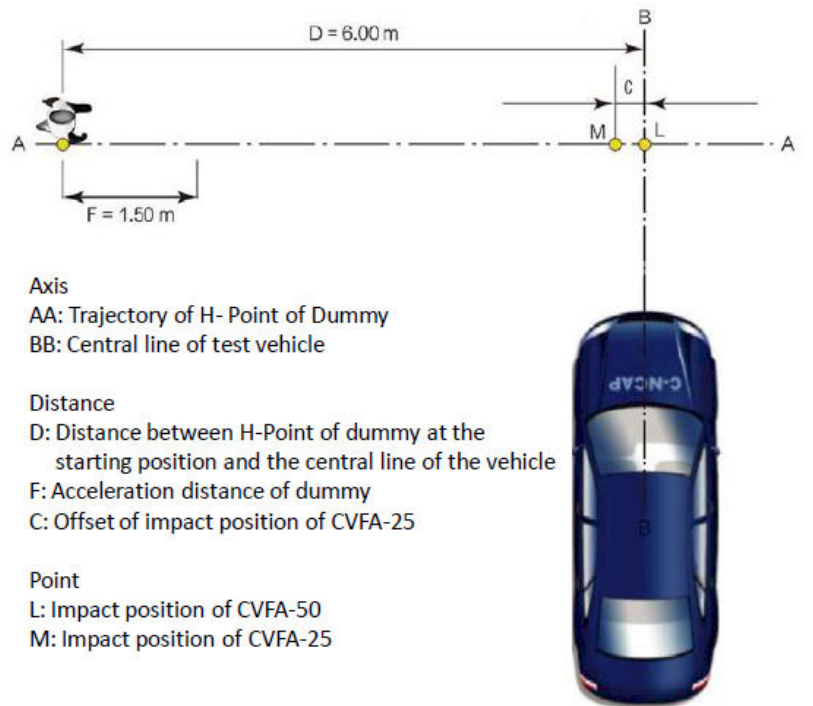 B
D = 6.00 m
C
A
M
L
A
F = 1.50 m
Axis
AA: Trajectory of H- Point of Dummy
BB: Central line of test vehicle
Distance
D: Distance between H-Point of dummy at the
starting position and the central line of the vehicle
F: Acceleration distance of dummy
C: Offset of impact position of CVFA-25
Point
L: Impact position of CVFA-50
M: Impact position of CVFA-25
C-NCAP
B